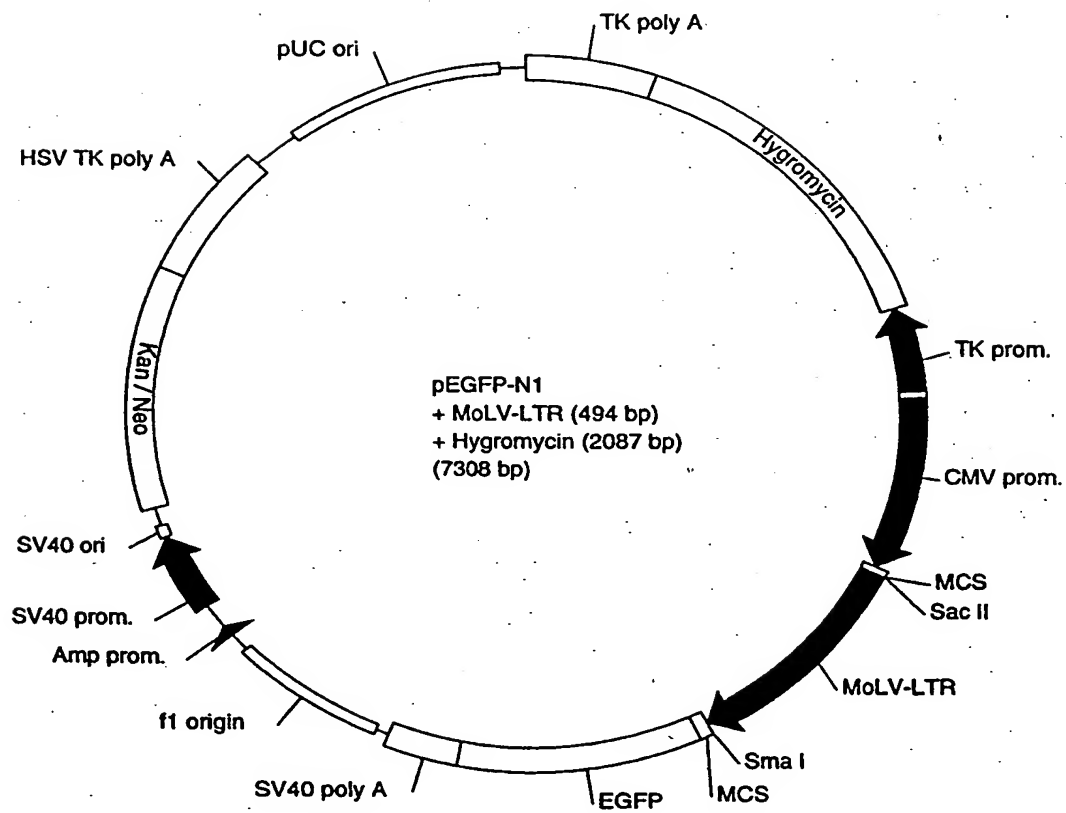 TK poly A
pUC ori
Hygromycin
HSV TK poly A
TK prom.
pEGFP-N1
+ MoLV-LTR (494 bp)
+ Hygromycin (2087 bp)
(7308 bp)
Kan / Neo
CMV prom.
SV40 ori
MCS
Sac II
SV40 prom.
Amp prom.
MoLV-LTR
f1 origin
Sma I
SV40 poly A
EGFP
MCS